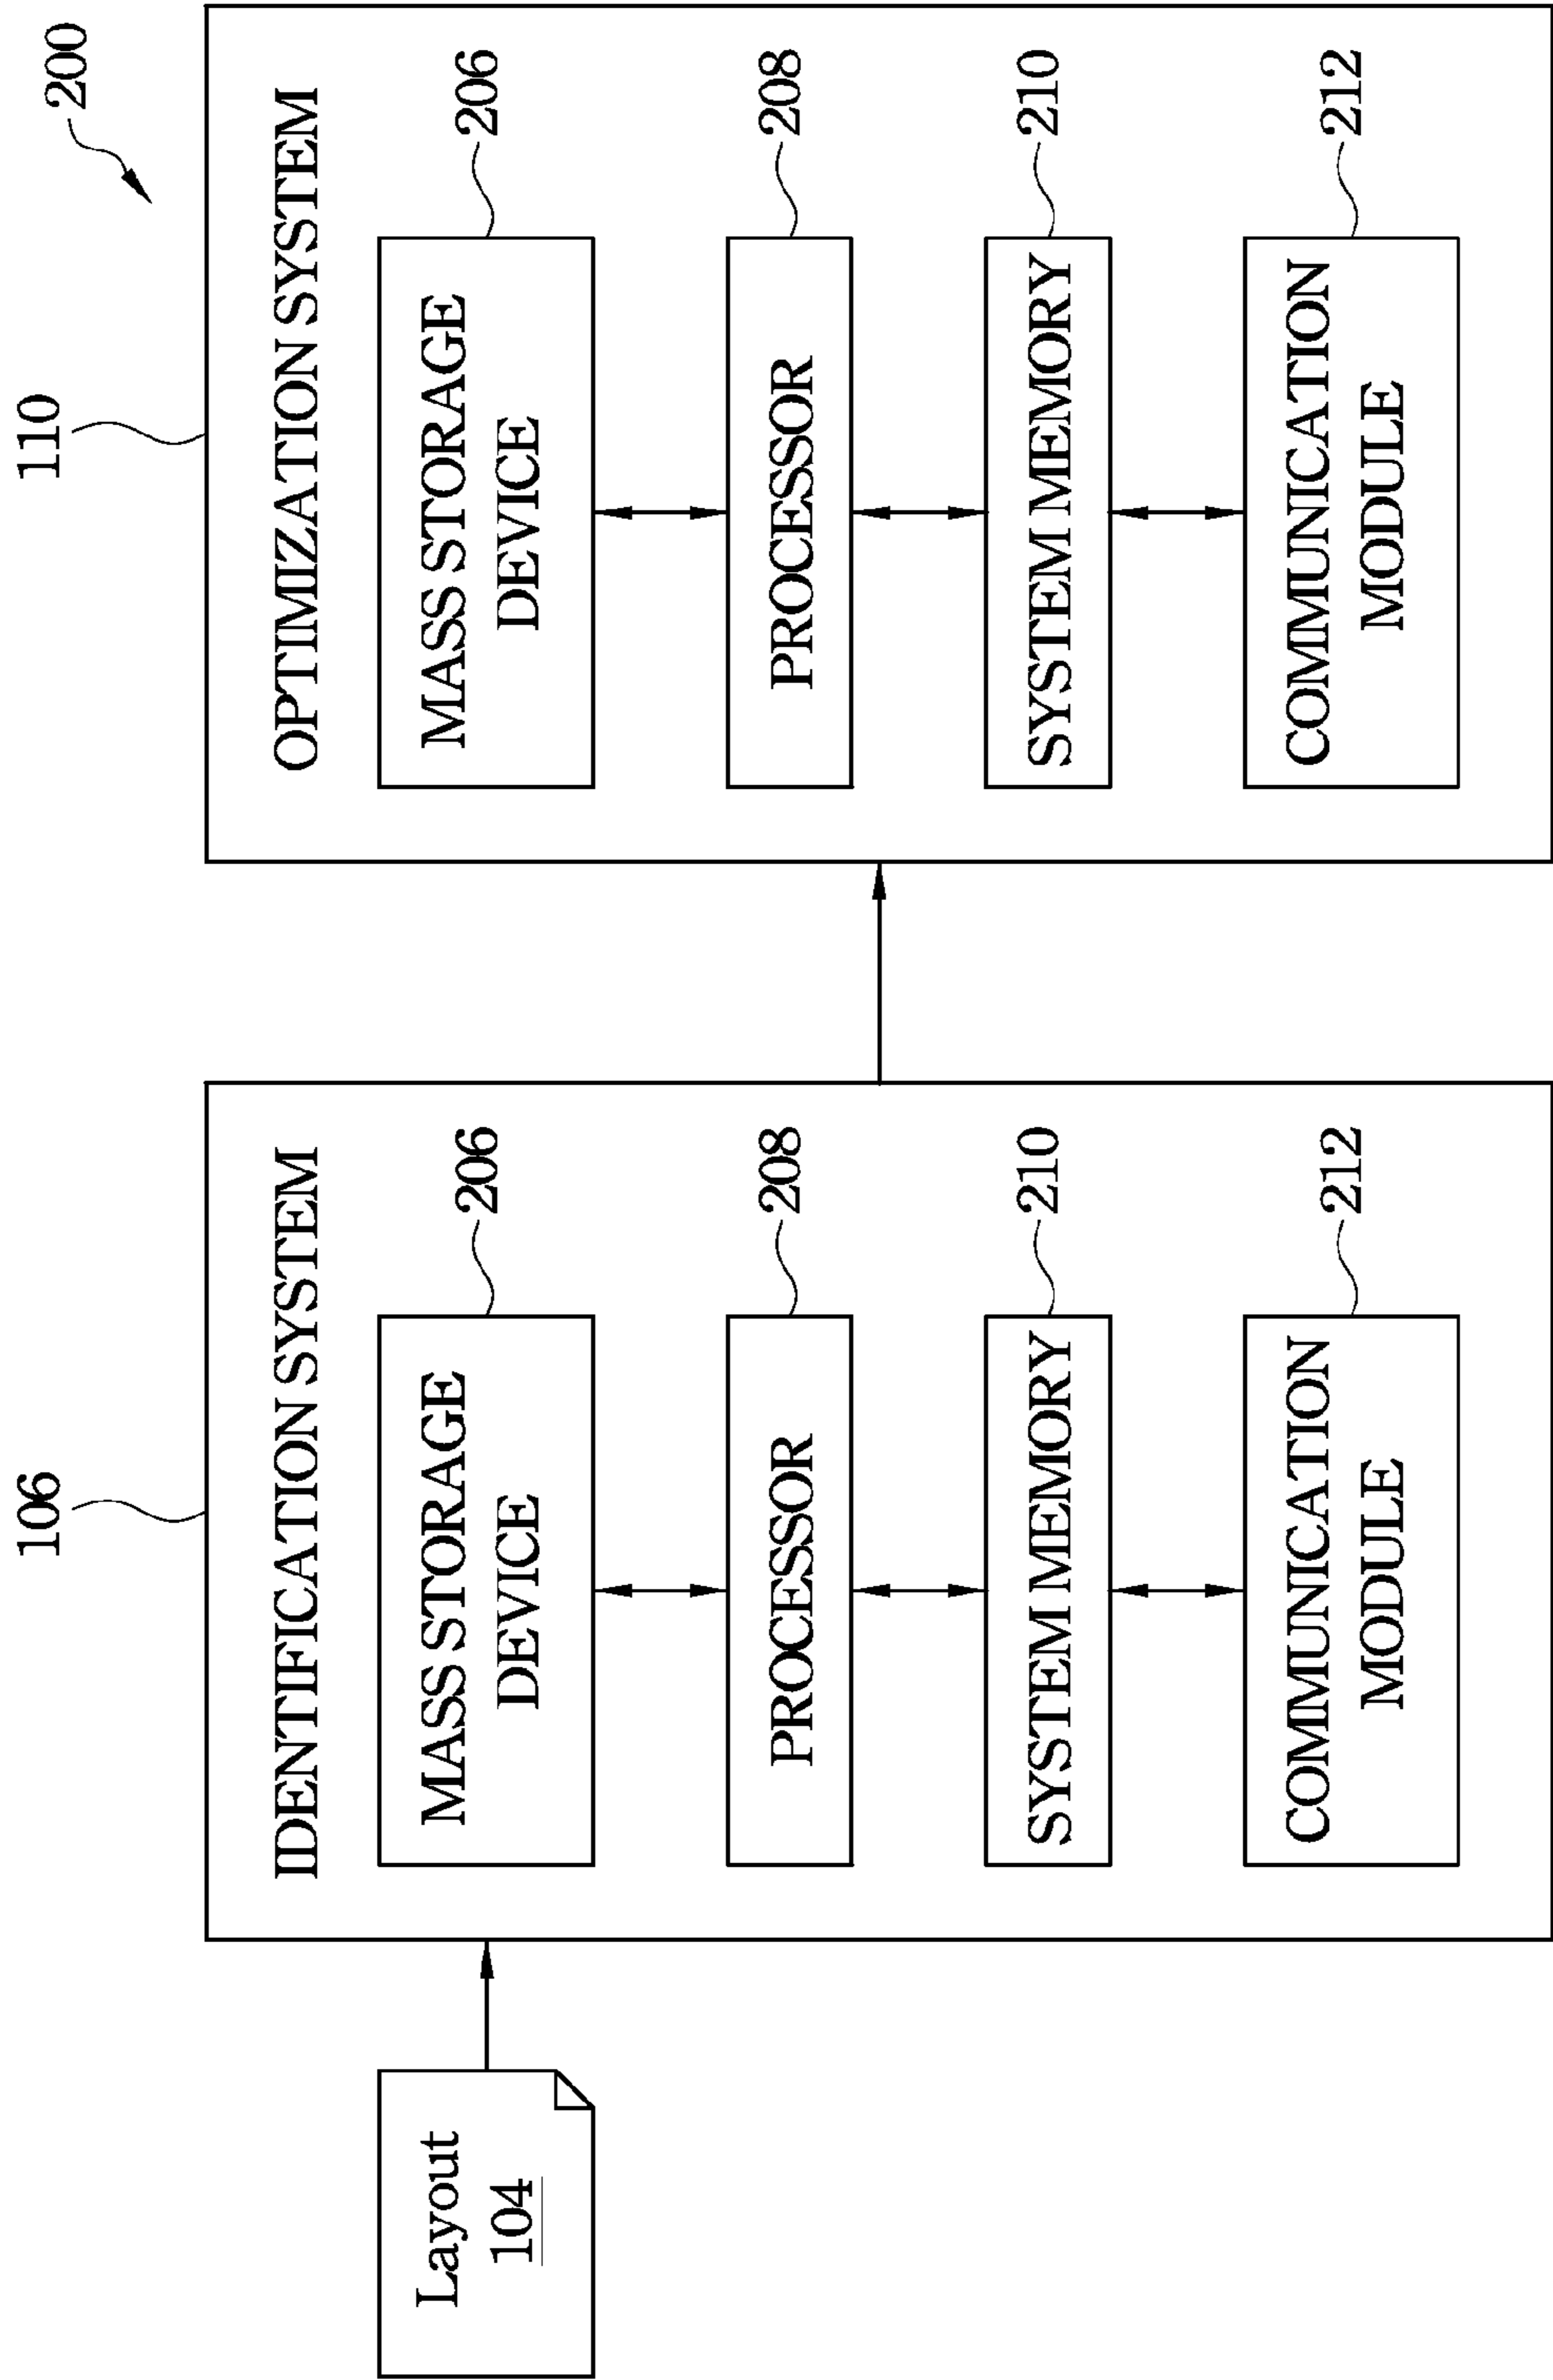 200
106
110
IDENTIFICATION SYSTEM
MASS STORAGE
DEVICE
206
PROCESSOR
208
SYSTEM MEMORY
210
COMMUNICATION
MODULE
212
OPTIMIZATION SYSTEM
MASS STORAGE
DEVICE
206
PROCESSOR
208
SYSTEM MEMORY
210
COMMUNICATION
MODULE
212
Layout
104